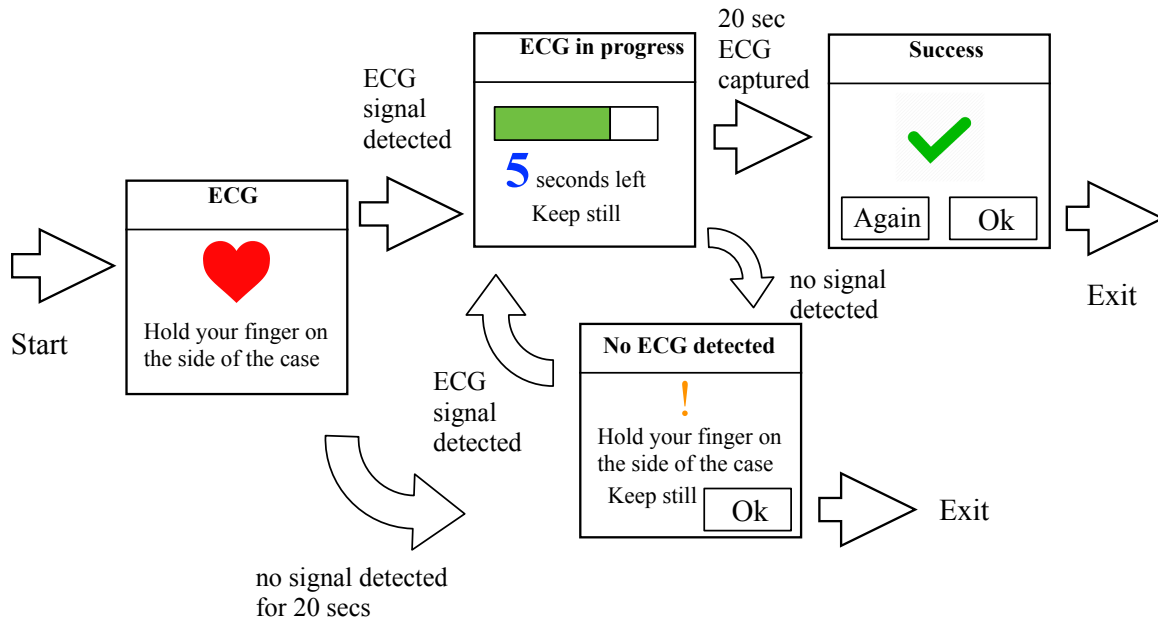 Start
ECG
Hold your finger on
the side of the case
ECG
signal
detected
ECG in progress
5 seconds left
Keep still
20 sec
ECG
captured
Success
Again
Ok
Exit
no signal
detected
ECG
signal
detected
No ECG detected
!
Hold your finger on
the side of the case
Keep still
Ok
Exit
no signal detected
for 20 secs